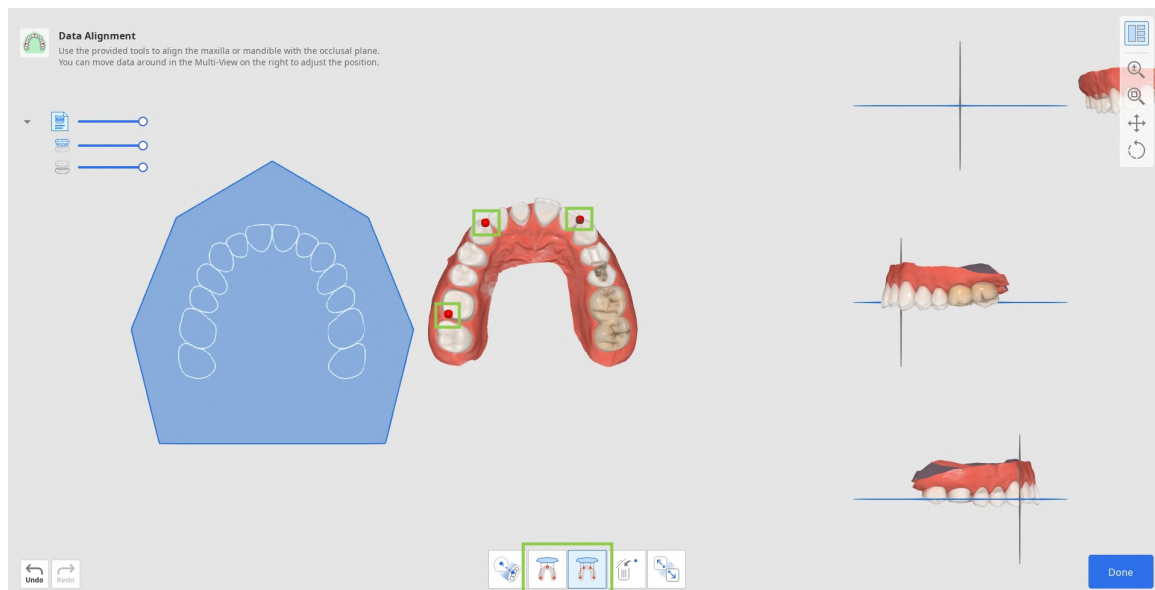 Data Alignment
Use the provided tools to align the maxilla or mandible with the occlusal plane.
You can move data around in the Multi-View on the right to adjust the position.
Undo
Redo
Done